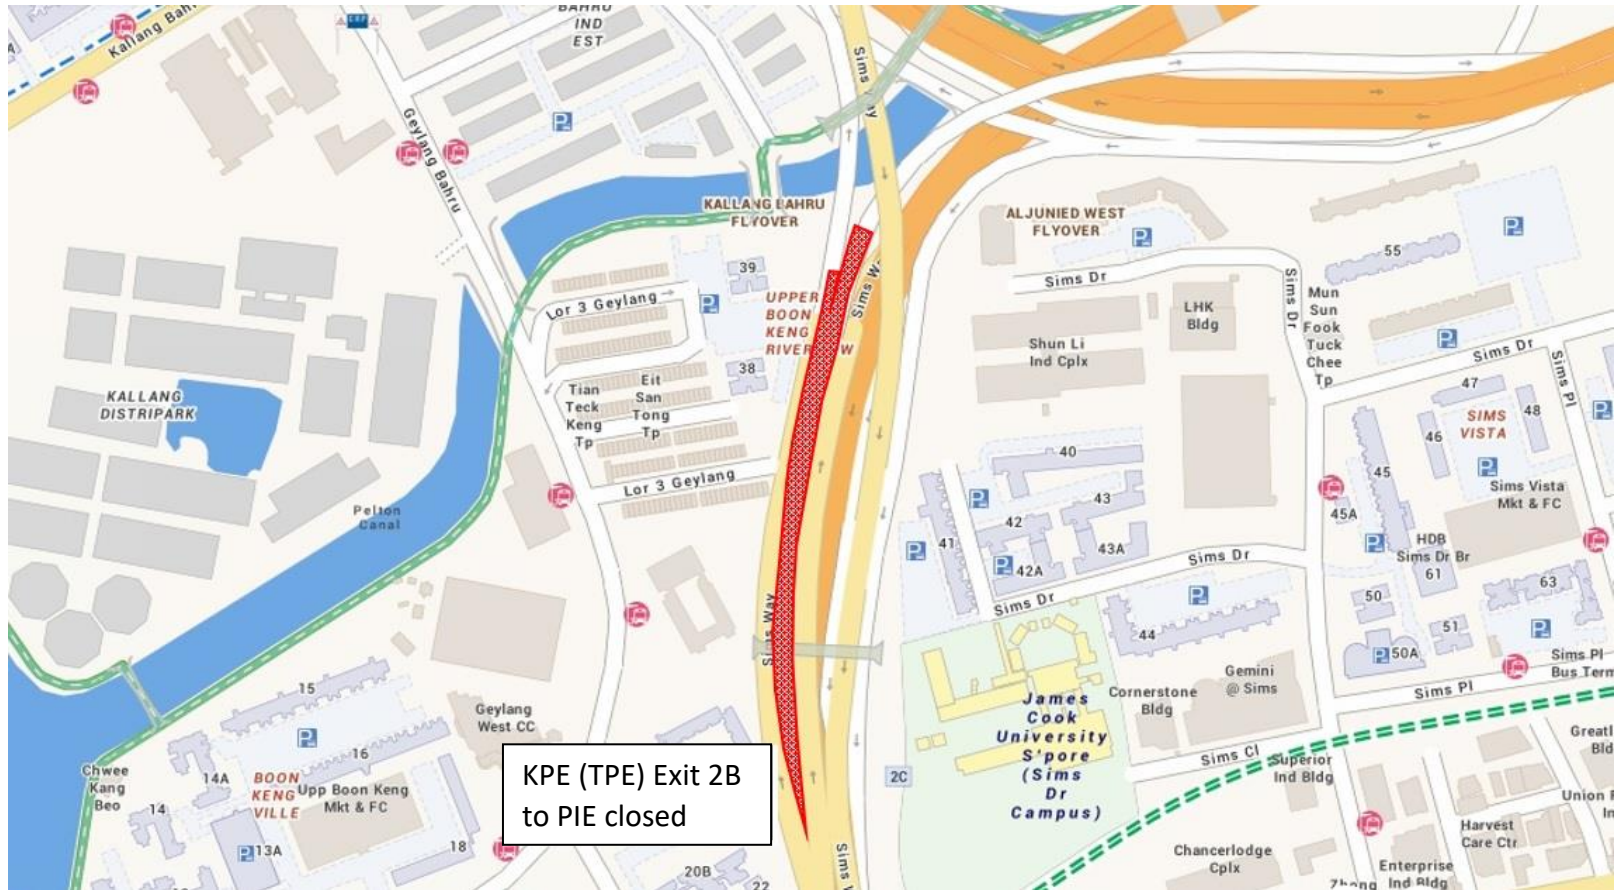 BAHRU
IND
EST
ERP
Kallang Bahru
Sims Way
Geylang Bahru
KALLANG BAHRU
FLYOVER
ALJUNIED WEST
FLYOVER
39
Sims Dr
55
Lor 3 Geylang
UPPER
BOON
KENG
Sims Dr
Mun
Sun
Fook
Tuck
Chee
Tp
LHK
Bldg
Shun Li
Ind Cplx
Sims Dr
Sims Pl
38
Tian
Teck
Keng
Tp
Eit
San
Tong
Tp
KALLANG
DISTRIPARK
47
48
46
SIMS
VISTA
40
45
Lor 3 Geylang
Pelton
Canal
43
42
41
43A
42A
45A
Sims Vista
Mkt & FC
HDB
Sims Dr Br
61
Sims Dr
63
Sims Dr
50
51
50A
44
Sims Way
Sims Pl
Bus Term
Gemini
@ Sims
Cornerstone
Bldg
Sims Pl
15
Geylang
West CC
James
Cook
University
S'pore
(Sims
Dr
Campus)
Sims Cl
Superior
Ind Bldg
16
14A
Chwee
Kang
Beo
BOON
KENG
VILLE
Upp Boon Keng
Mkt & FC
14
13A
18
KPE (TPE) Exit 2B
to PIE closed
2C
Harvest
Care Ctr
Chancerlodge
Cplx
Enterprise
Ind Bldg
20B
22